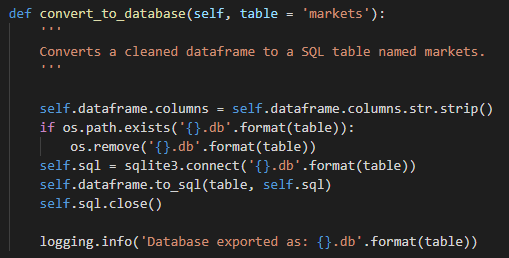 def convert_to_database(self, table = 'markets'):
    '''
    Converts a cleaned dataframe to a SQL table named markets.
    '''

    self.dataframe.columns = self.dataframe.columns.str.strip()
    if os.path.exists('{}.db'.format(table)):
        os.remove('{}.db'.format(table))
    self.sql = sqlite3.connect('{}.db'.format(table))
    self.dataframe.to_sql(table, self.sql)
    self.sql.close()

    logging.info('Database exported as: {}.db'.format(table))